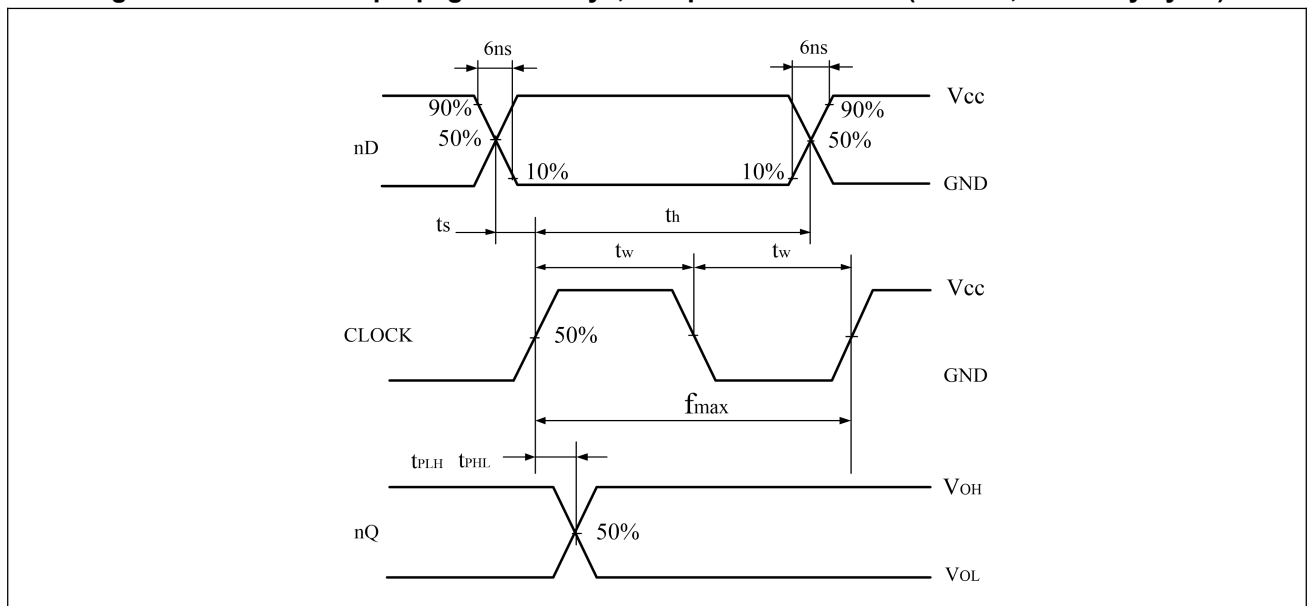 6ns 6ns
Vcc
90% 90%
nD 50% 50%
10% 10%
GND
ts th
tw tw
Vcc
CLOCK 50%
GND
fmax
tPLH tPHL
VOH
nQ 50%
VOL